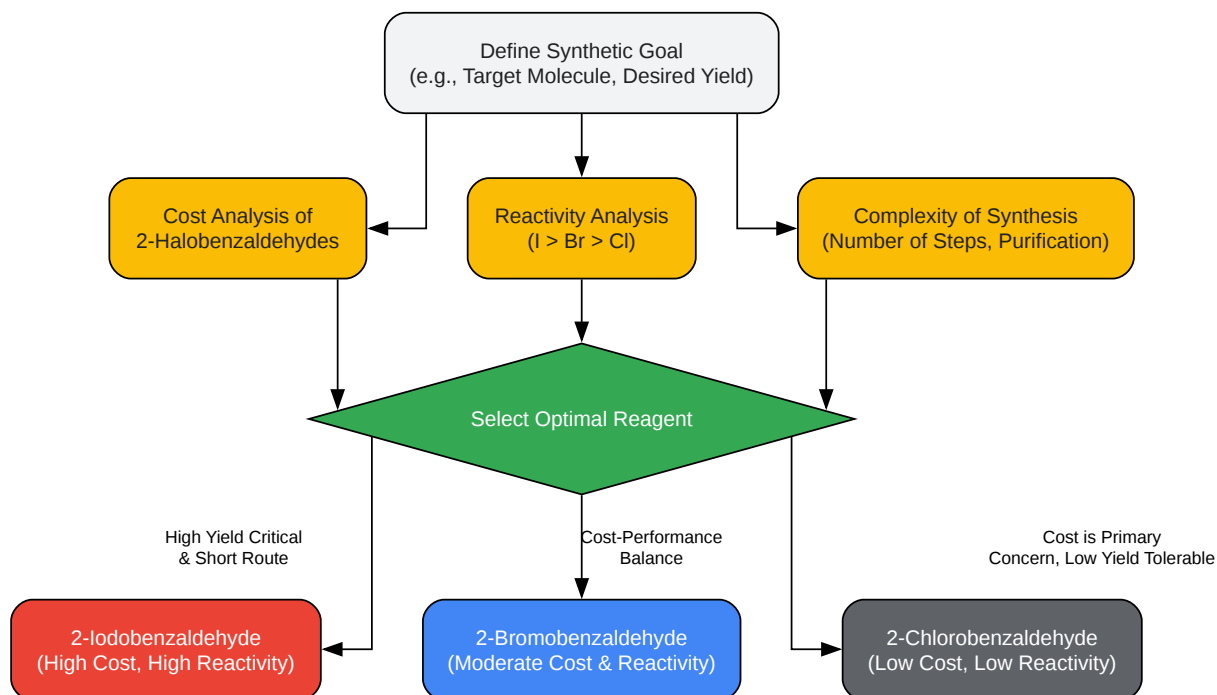 Define Synthetic Goal
(e.g., Target Molecule, Desired Yield)
Cost Analysis of
2-Halobenzaldehydes
Reactivity Analysis
(I > Br > Cl)
Complexity of Synthesis
(Number of Steps, Purification)
Select Optimal Reagent
High Yield Critical
& Short Route
Cost-Performance
Balance
Cost is Primary
Concern, Low Yield Tolerable
2-Iodobenzaldehyde
(High Cost, High Reactivity)
2-Bromobenzaldehyde
(Moderate Cost & Reactivity)
2-Chlorobenzaldehyde
(Low Cost, Low Reactivity)